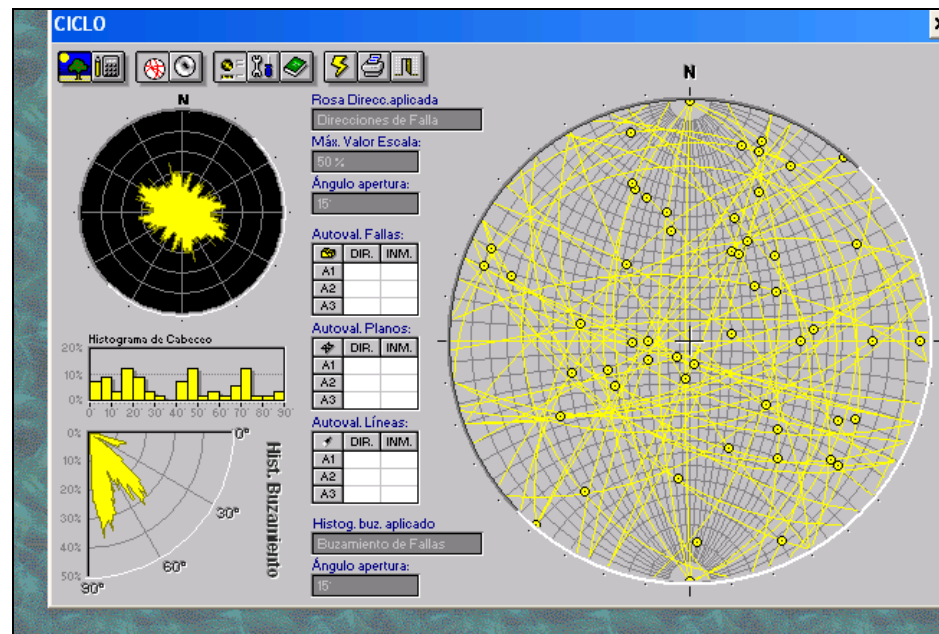 CICLO
N
Rosa Direcc.aplicada
Direcciones de Falla
Máx. Valor Escala:
50 %
Ángulo apertura:
15°
Autoval. Fallas:
DIR. INM.
A1
A2
A3
Autoval. Planos:
DIR. INM.
A1
A2
A3
Autoval. Líneas:
DIR. INM.
A1
A2
A3
Histog. buz. aplicado
Buzamiento de Fallas
Ángulo apertura:
15°
Histograma de Cabeceo
20%
10%
0%
0° 10° 20° 30° 40° 50° 60° 70° 80° 90°
0%
10%
20%
30%
40%
50%
0°
30°
60°
90°
Hist. Buzamiento
N